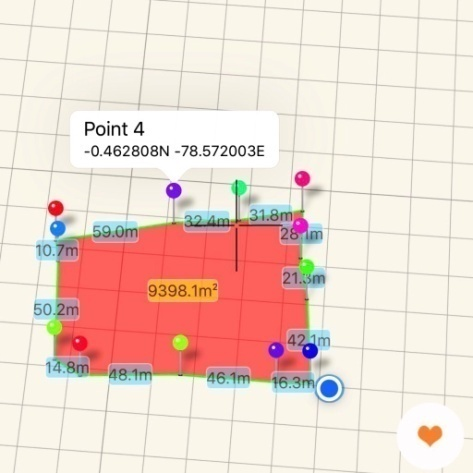 Point 4
-0.462808N -78.572003E
32.4m
31.8m
59.0m
28.1m
10.7m
21.3m
9398.1m²
50.2m
42.1m
14.8m
48.1m
46.1m
16.3m